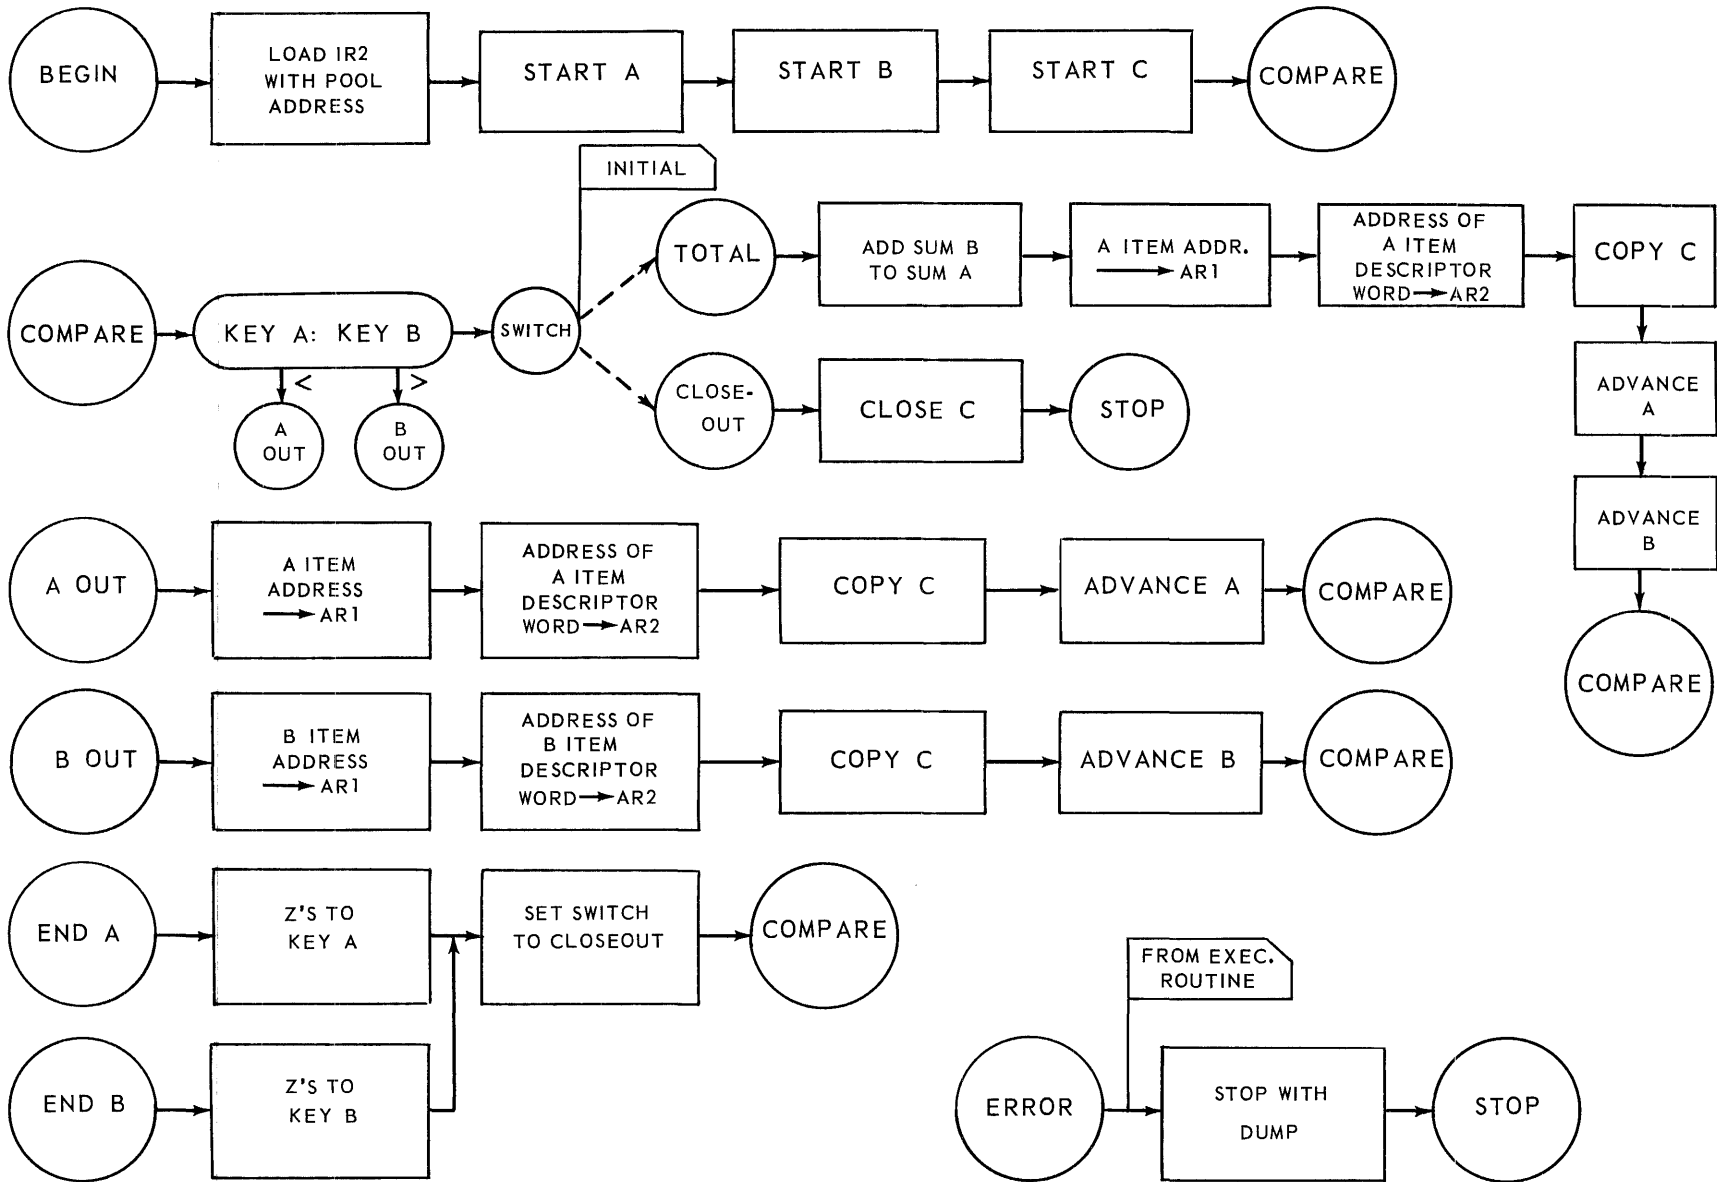 BEGIN
LOAD IR2
WITH POOL
ADDRESS
START A
START B
START C
COMPARE
INITIAL
COMPARE
KEY A: KEY B
<
>
A
OUT
B
OUT
SWITCH
TOTAL
ADD SUM B
TO SUM A
A ITEM ADDR.
→ AR1
ADDRESS OF
A ITEM
DESCRIPTOR
WORD → AR2
COPY C
ADVANCE
A
ADVANCE
B
COMPARE
CLOSE-
OUT
CLOSE C
STOP
A OUT
A ITEM
ADDRESS
→ AR1
ADDRESS OF
A ITEM
DESCRIPTOR
WORD → AR2
COPY C
ADVANCE A
COMPARE
B OUT
B ITEM
ADDRESS
→ AR1
ADDRESS OF
B ITEM
DESCRIPTOR
WORD → AR2
COPY C
ADVANCE B
COMPARE
END A
Z'S TO
KEY A
SET SWITCH
TO CLOSEOUT
COMPARE
END B
Z'S TO
KEY B
FROM EXEC.
ROUTINE
ERROR
STOP WITH
DUMP
STOP